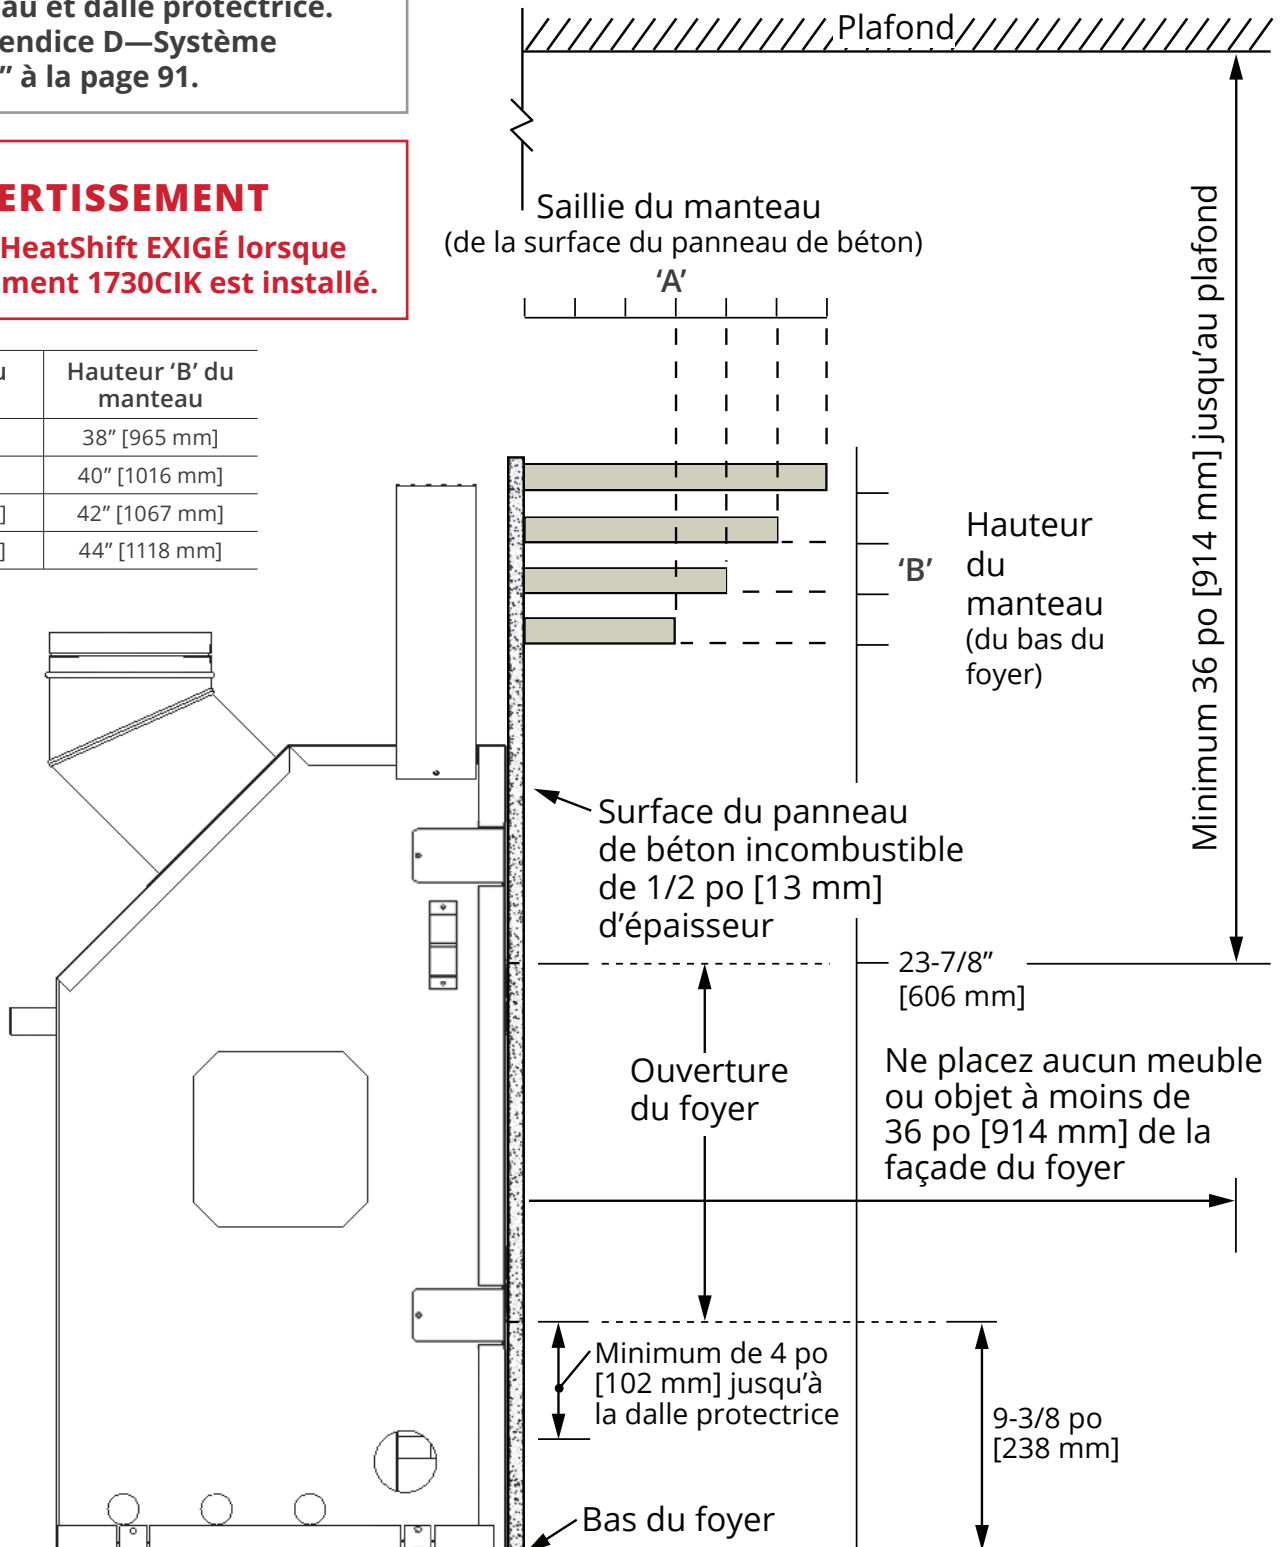 au et dalle protectrice.
endice D—Système
” à la page 91.
ERTISSEMENT
HeatShift EXIGÉ lorsque
ment 1730CIK est installé.
u
Hauteur ‘B’ du
manteau
38” [965 mm]
40” [1016 mm]
] 42” [1067 mm]
] 44” [1118 mm]
Plafond
Saillie du manteau
(de la surface du panneau de béton)
‘A’
Minimum 36 po [914 mm] jusqu’au plafond
‘B’
Hauteur
du
manteau
(du bas du
foyer)
Surface du panneau
de béton incombustible
de 1/2 po [13 mm]
d’épaisseur
23-7/8”
[606 mm]
Ouverture
du foyer
Ne placez aucun meuble
ou objet à moins de
36 po [914 mm] de la
façade du foyer
Minimum de 4 po
[102 mm] jusqu’à
la dalle protectrice
9-3/8 po
[238 mm]
Bas du foyer